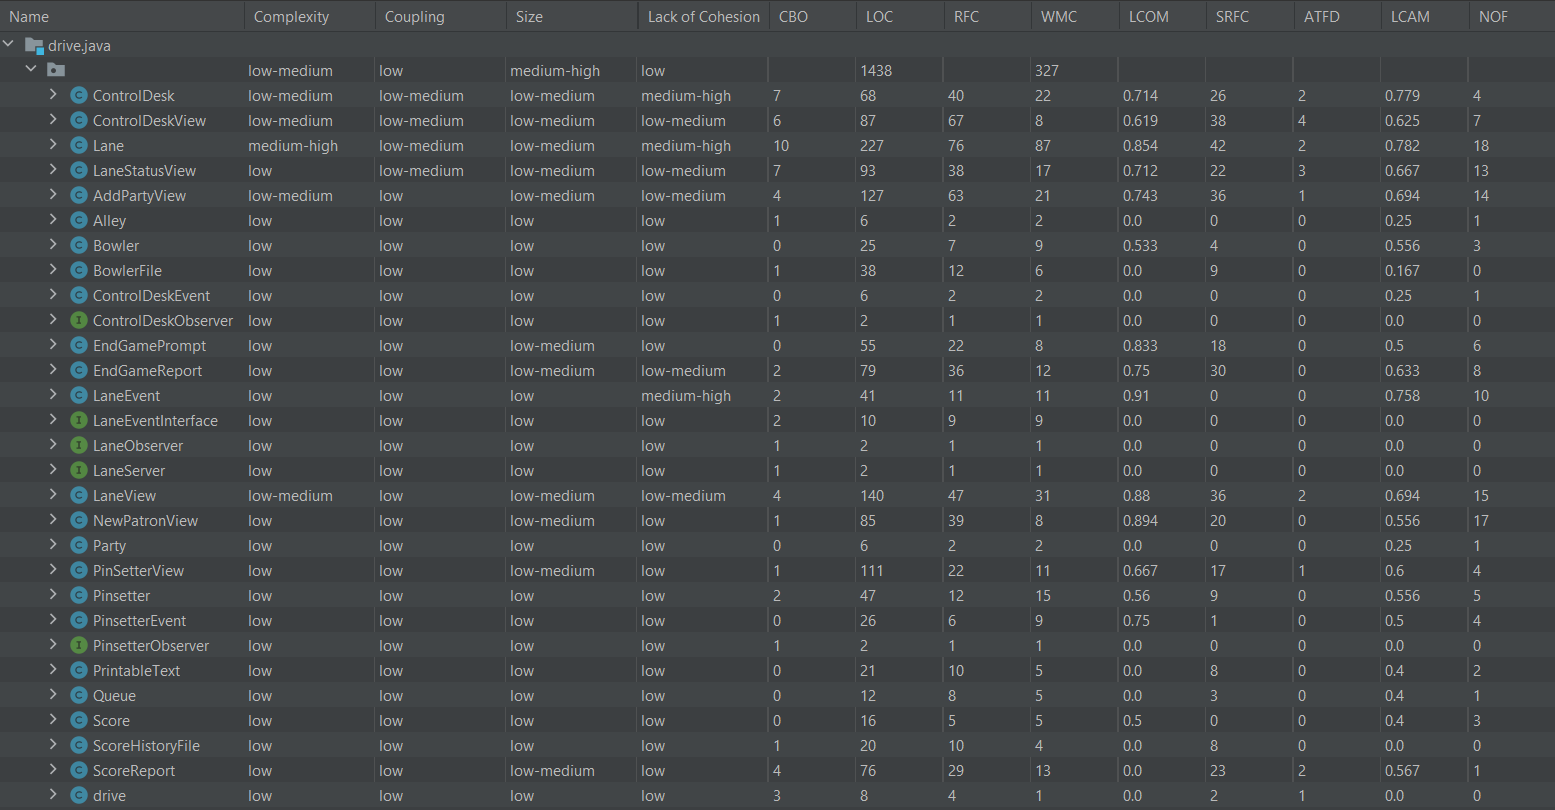 Name Complexity Coupling Size Lack of Cohesion CBO LOC RFC WMC LCOM SRFC ATFD LCAM NOF
drive.java
low-medium low medium-high low 1438 327
C ControlDesk low-medium low-medium low-medium medium-high 7 68 40 22 0.714 26 2 0.779 4
C ControlDeskView low-medium low-medium low-medium low-medium 6 87 67 8 0.619 38 4 0.625 7
C Lane medium-high low-medium low-medium medium-high 10 227 76 87 0.854 42 2 0.782 18
C LaneStatusView low low-medium low-medium low-medium 7 93 38 17 0.712 22 3 0.667 13
C AddPartyView low-medium low low-medium low-medium 4 127 63 21 0.743 36 1 0.694 14
C Alley low low low low 1 6 2 2 0.0 0 0 0.25 1
C Bowler low low low low 0 25 7 9 0.533 4 0 0.556 3
C BowlerFile low low low low 1 38 12 6 0.0 9 0 0.167 0
C ControlDeskEvent low low low low 0 6 2 2 0.0 0 0 0.25 1
I ControlDeskObserver low low low low 1 2 1 1 0.0 0 0 0.0 0
C EndGamePrompt low low low-medium low 0 55 22 8 0.833 18 0 0.5 6
C EndGameReport low low low-medium low-medium 2 79 36 12 0.75 30 0 0.633 8
C LaneEvent low low low medium-high 2 41 11 11 0.91 0 0 0.758 10
I LaneEventInterface low low low low 2 10 9 9 0.0 0 0 0.0 0
I LaneObserver low low low low 1 2 1 1 0.0 0 0 0.0 0
I LaneServer low low low low 1 2 1 1 0.0 0 0 0.0 0
C LaneView low-medium low low-medium low-medium 4 140 47 31 0.88 36 2 0.694 15
C NewPatronView low low low-medium low 1 85 39 8 0.894 20 0 0.556 17
C Party low low low low 0 6 2 2 0.0 0 0 0.25 1
C PinSetterView low low low-medium low 1 111 22 11 0.667 17 1 0.6 4
C Pinsetter low low low low 2 47 12 15 0.56 9 0 0.556 5
C PinsetterEvent low low low low 0 26 6 9 0.75 1 0 0.5 4
I PinsetterObserver low low low low 1 2 1 1 0.0 0 0 0.0 0
C PrintableText low low low low 0 21 10 5 0.0 8 0 0.4 2
C Queue low low low low 0 12 8 5 0.0 3 0 0.4 1
C Score low low low low 0 16 5 5 0.5 0 0 0.4 3
C ScoreHistoryFile low low low low 1 20 10 4 0.0 8 0 0.0 0
C ScoreReport low low low-medium low 4 76 29 13 0.0 23 2 0.567 1
C drive low low low low 3 8 4 1 0.0 2 1 0.0 0